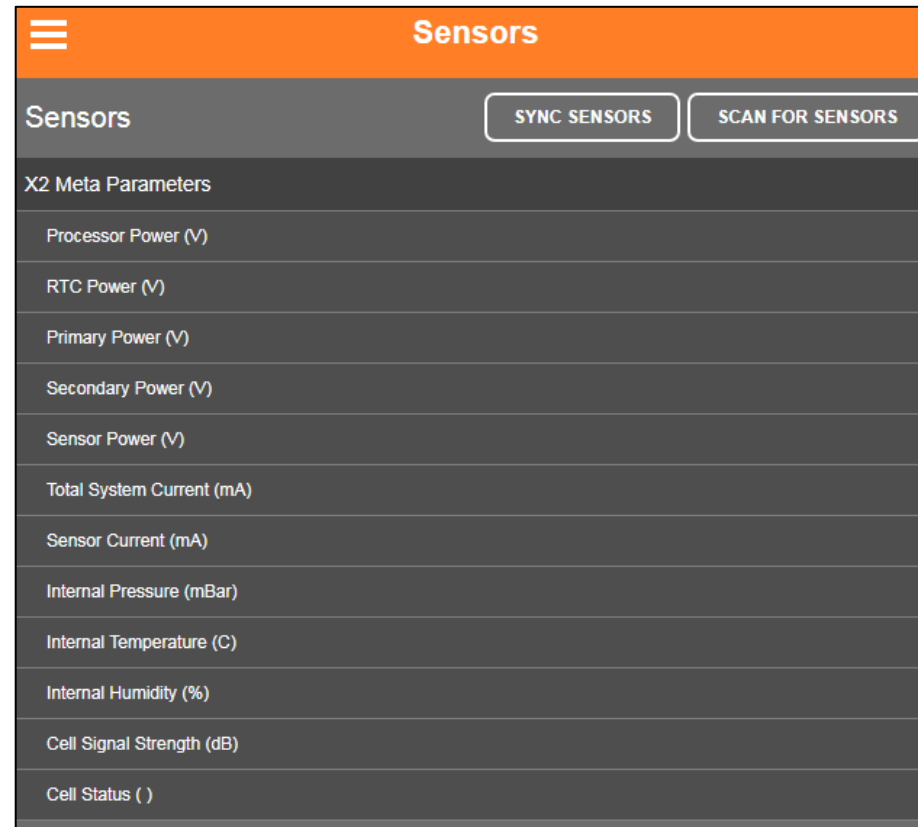 Sensors
Sensors
SYNC SENSORS
SCAN FOR SENSORS
X2 Meta Parameters
Processor Power (V)
RTC Power (V)
Primary Power (V)
Secondary Power (V)
Sensor Power (V)
Total System Current (mA)
Sensor Current (mA)
Internal Pressure (mBar)
Internal Temperature (C)
Internal Humidity (%)
Cell Signal Strength (dB)
Cell Status ( )